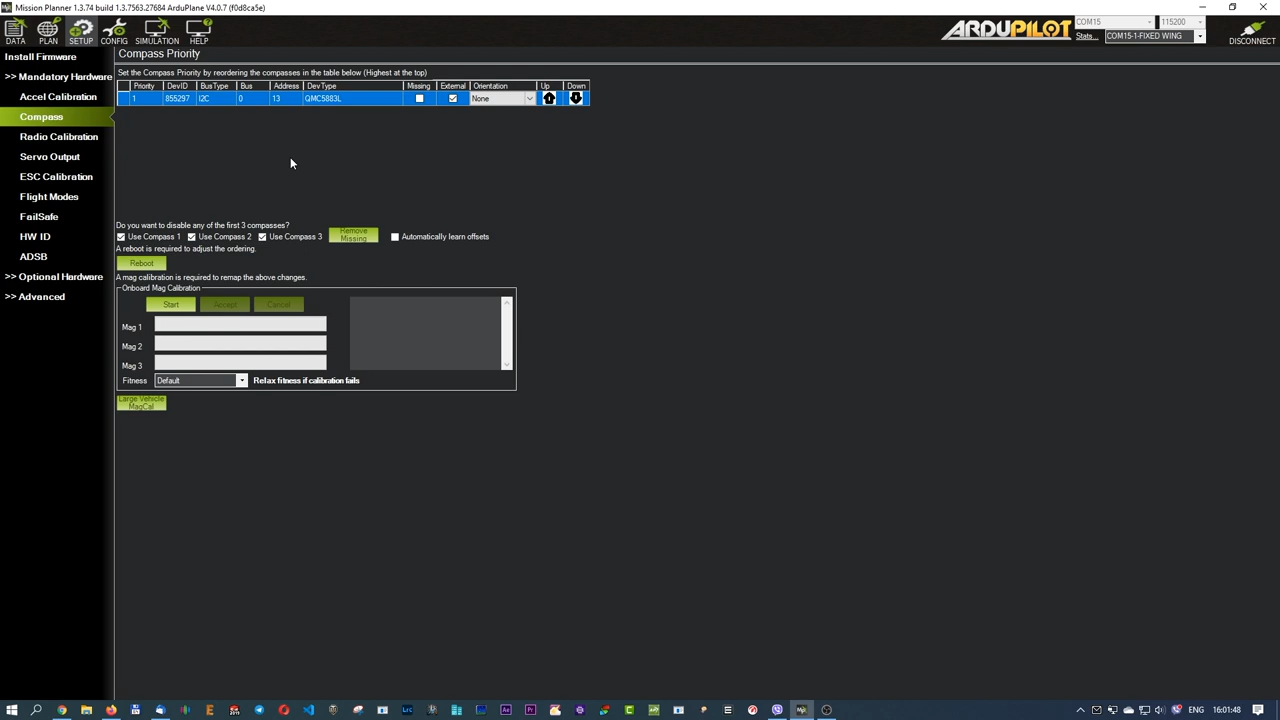 Mission Planner 1.3.74 build 1.3.7563.27684 ArduPlane V4.0.7 (f0d8ca5e)
DATA PLAN SETUP CONFIG SIMULATION HELP
ARDUPILOT
COM15 115200
Stats... COM15-1-FIXED WING
DISCONNECT
Install Firmware
>> Mandatory Hardware
Accel Calibration
Compass
Radio Calibration
Servo Output
ESC Calibration
Flight Modes
FailSafe
HW ID
ADSB
>> Optional Hardware
>> Advanced
Compass Priority
Set the Compass Priority by reordering the compasses in the table below (Highest at the top)
Priority DevID BusType Bus Address DevType Missing External Orientation Up Down
1 855297 I2C 0 13 QMC5883L None
Do you want to disable any of the first 3 compasses?
Use Compass 1 Use Compass 2 Use Compass 3 Remove Missing Automatically learn offsets
A reboot is required to adjust the ordering.
Reboot
A mag calibration is required to remap the above changes.
Onboard Mag Calibration
Start Accept Cancel
Mag 1
Mag 2
Mag 3
Fitness Default Relax fitness if calibration fails
Large Vehicle
MagCal
ENG 16:01:48